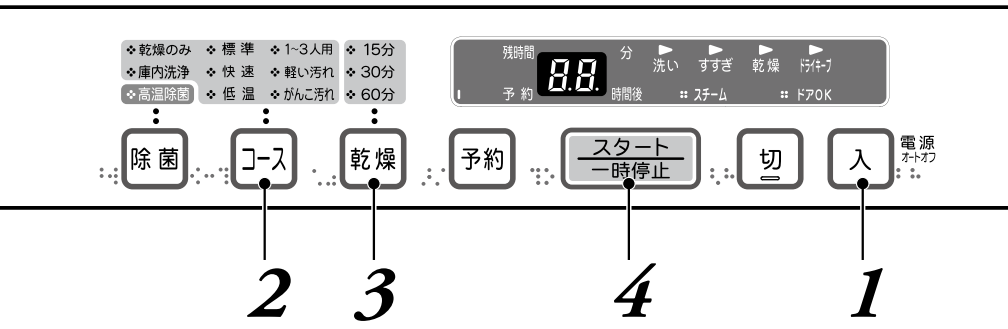 乾燥のみ 標準 1~3人用 15分
庫内洗浄 快速 軽い汚れ 30分
高温除菌 低温 がんこ汚れ 60分
残時間 88 分 洗い すすぎ 乾燥 ドライキープ
予約 時間後 スチーム ドアOK
除菌 コース 乾燥 予約 スタート
一時停止 切 入 電源
オートオフ
2 3 4 1